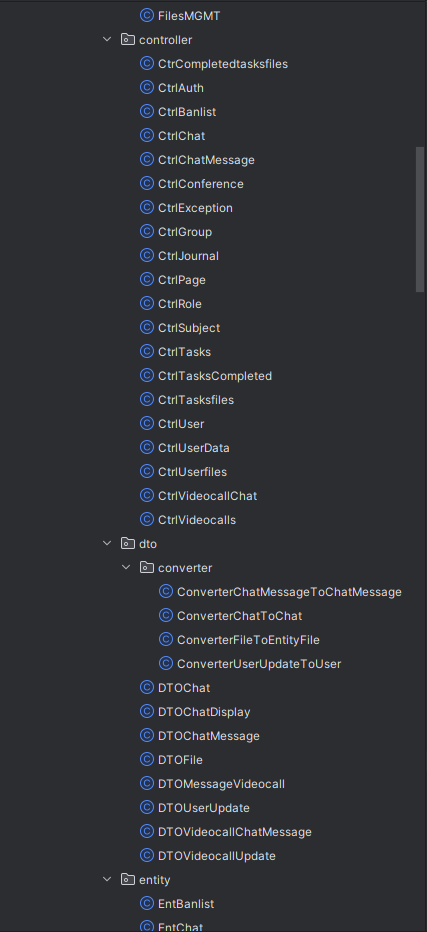 FilesMGMT
controller
CtrCompletedtasksfiles
CtrlAuth
CtrlBanlist
CtrlChat
CtrlChatMessage
CtrlConference
CtrlException
CtrlGroup
CtrlJournal
CtrlPage
CtrlRole
CtrlSubject
CtrlTasks
CtrlTasksCompleted
CtrlTasksfiles
CtrlUser
CtrlUserData
CtrlUserfiles
CtrlVideocallChat
CtrlVideocalls
dto
converter
ConverterChatMessageToChatMessage
ConverterChatToChat
ConverterFileToEntityFile
ConverterUserUpdateToUser
DTOChat
DTOChatDisplay
DTOChatMessage
DTOFile
DTOMessageVideocall
DTOUserUpdate
DTOVideocallChatMessage
DTOVideocallUpdate
entity
EntBanlist
EntChat